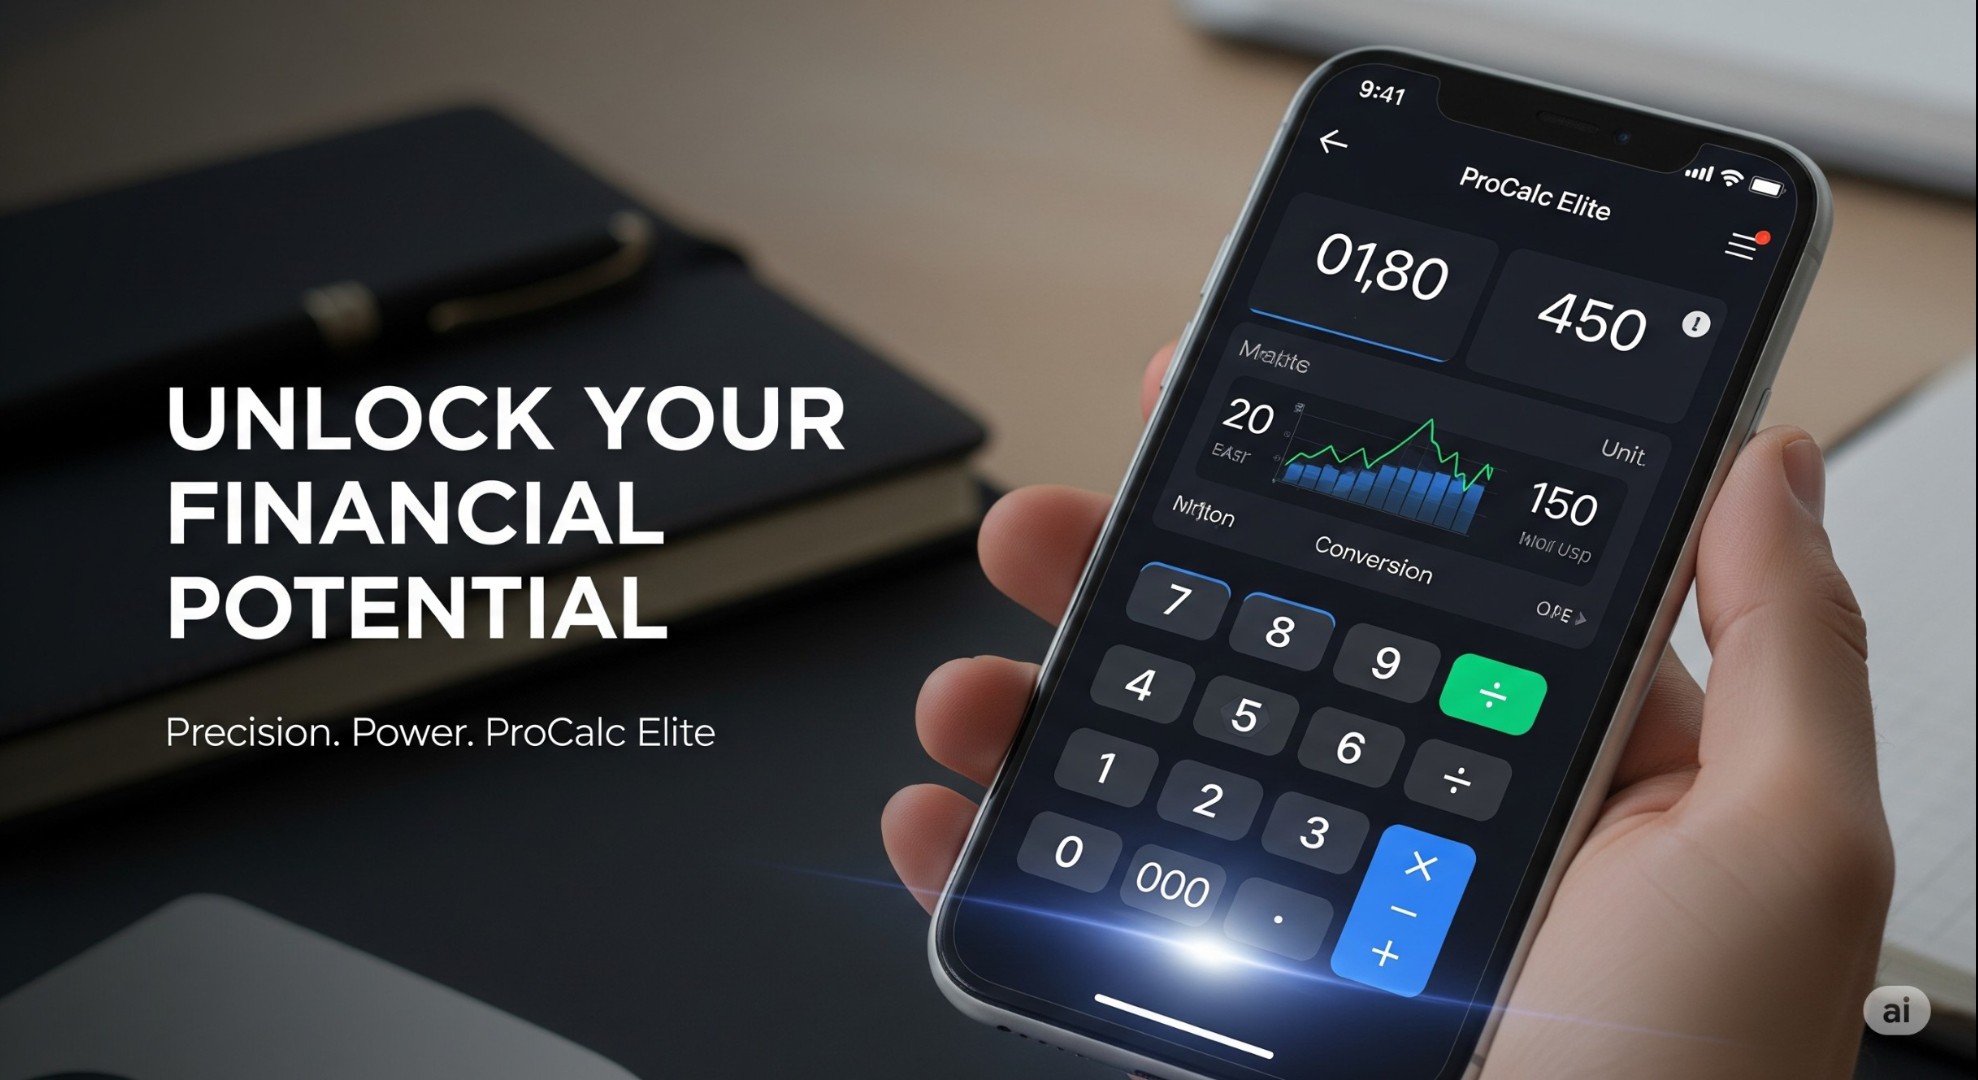 UNLOCK YOUR
FINANCIAL
POTENTIAL
Precision. Power. ProCalc Elite
9:41
ProCalc Elite
01,80
450
20
Unit.
150
Conversion
7 8 9 ÷
4 5 6 ÷
1 2 3 ×
−
0 000 . +
ai